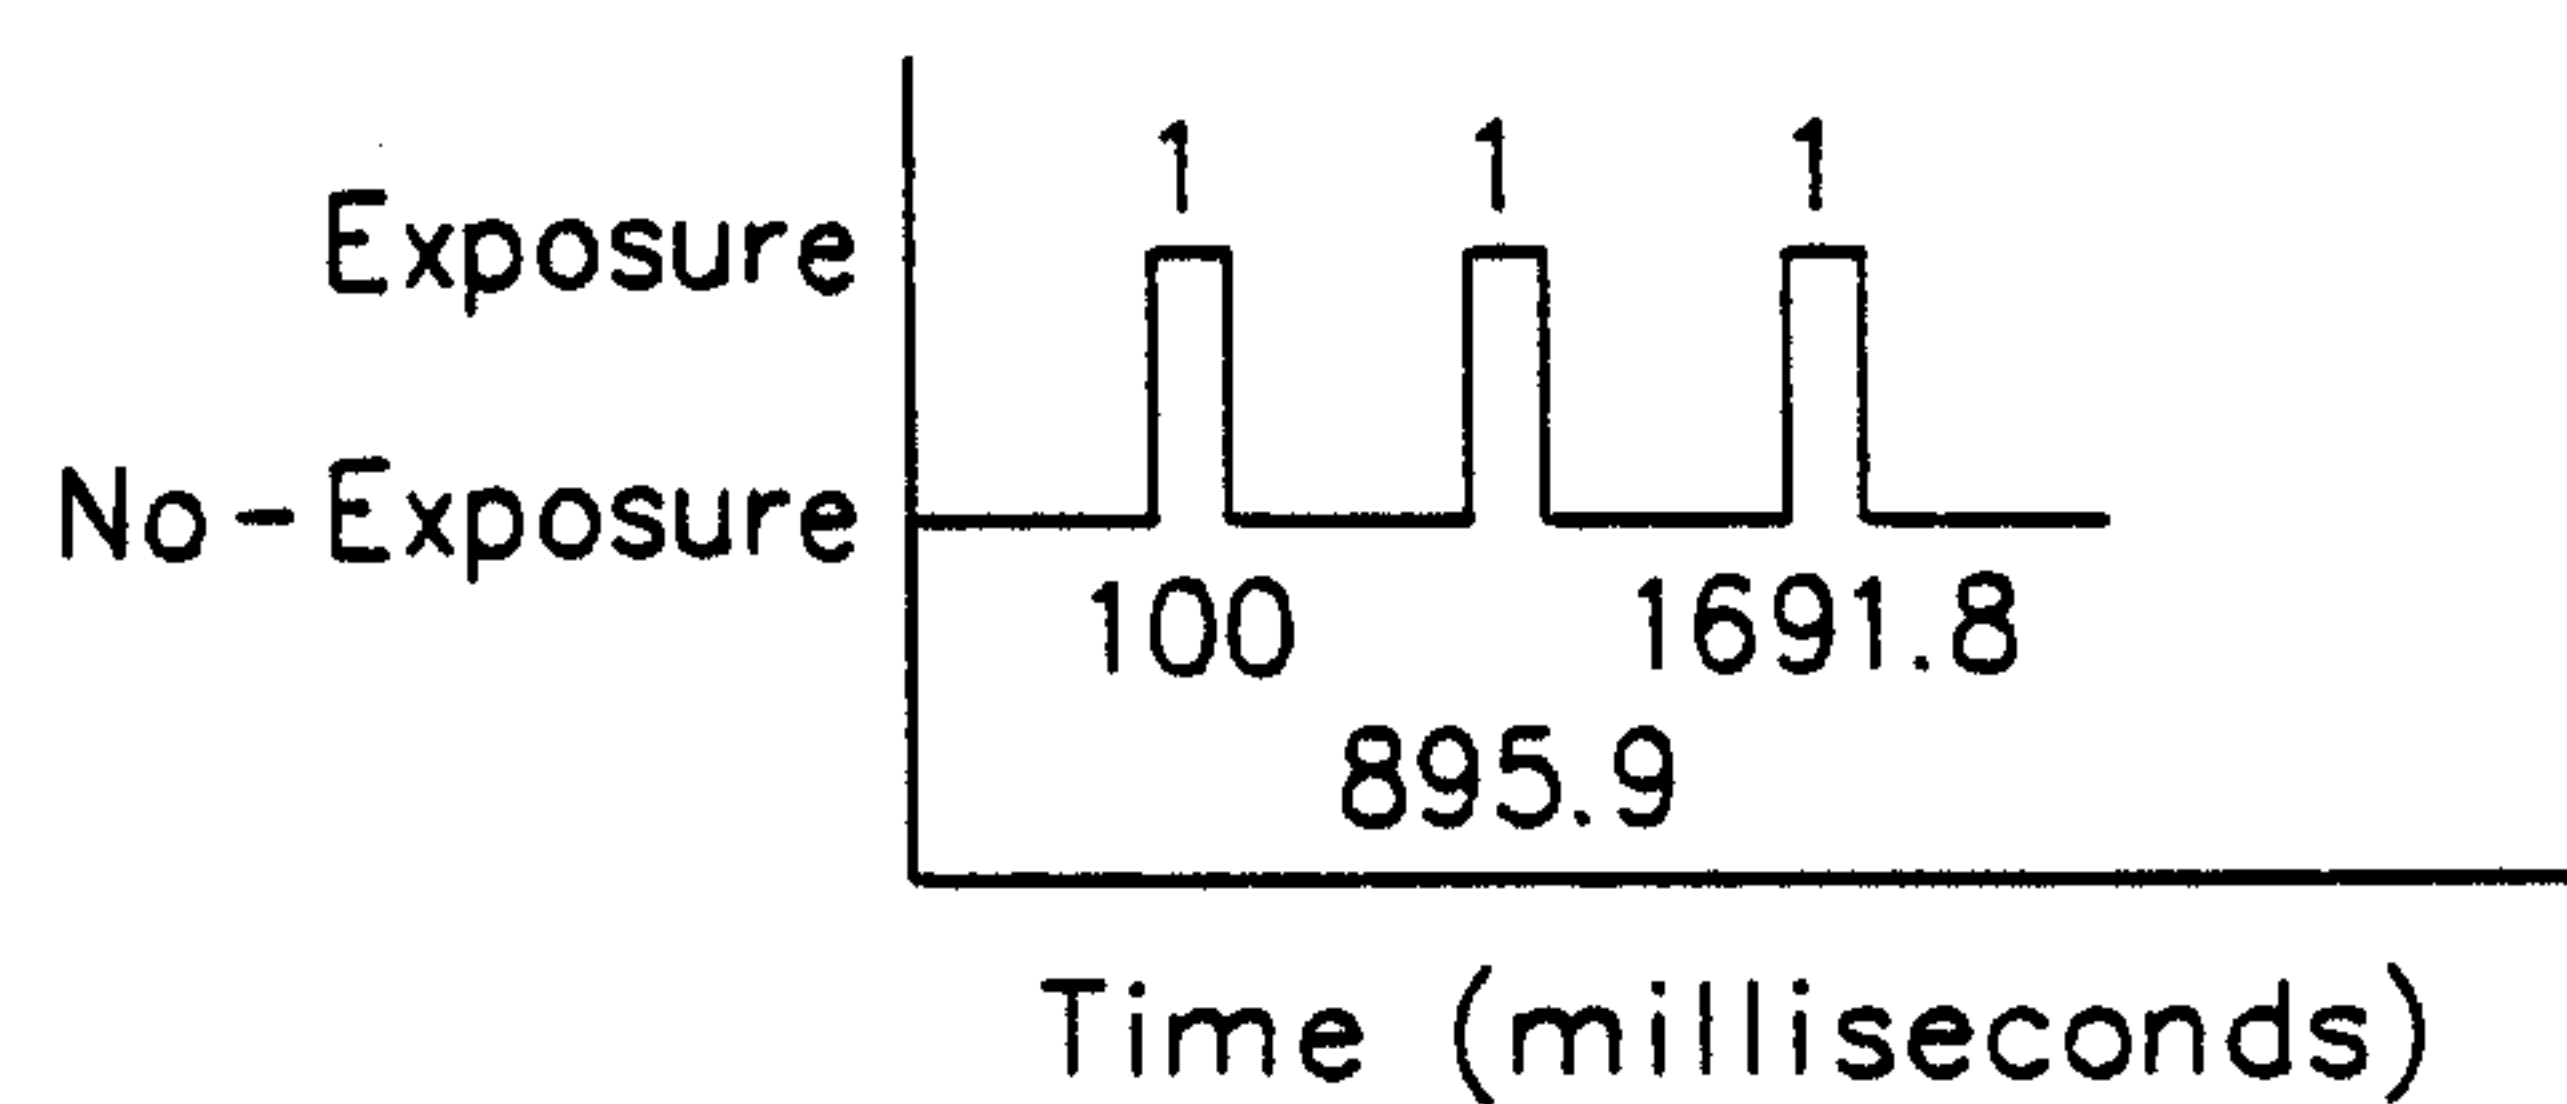 1 1 1
Exposure
No-Exposure
100 1691.8
895.9
Time (milliseconds)